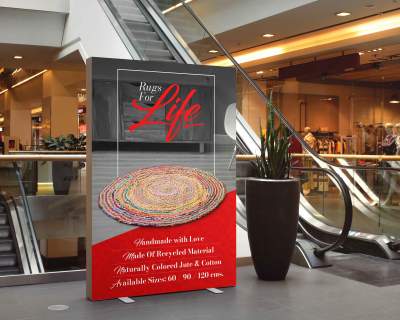 Rugs
For
Life
Handmade with Love
Made Of Recycled Material
Naturally Colored Jute & Cotton
Available Sizes: 60 / 90 / 120 cms.